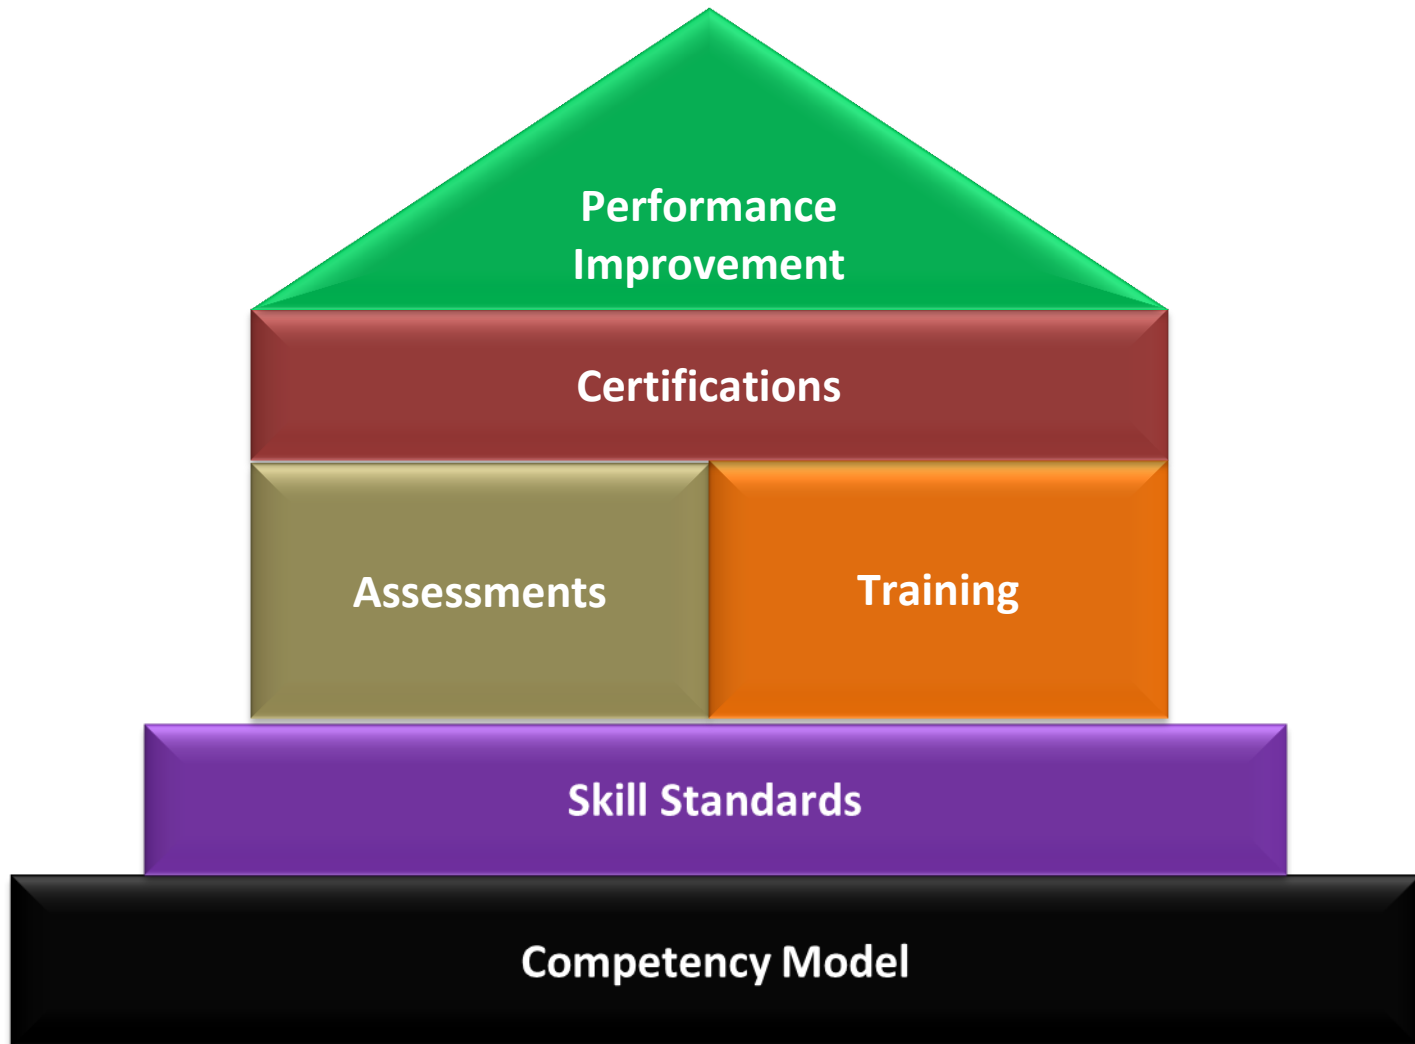 Performance
Improvement
Certifications
Assessments
Training
Skill Standards
Competency Model